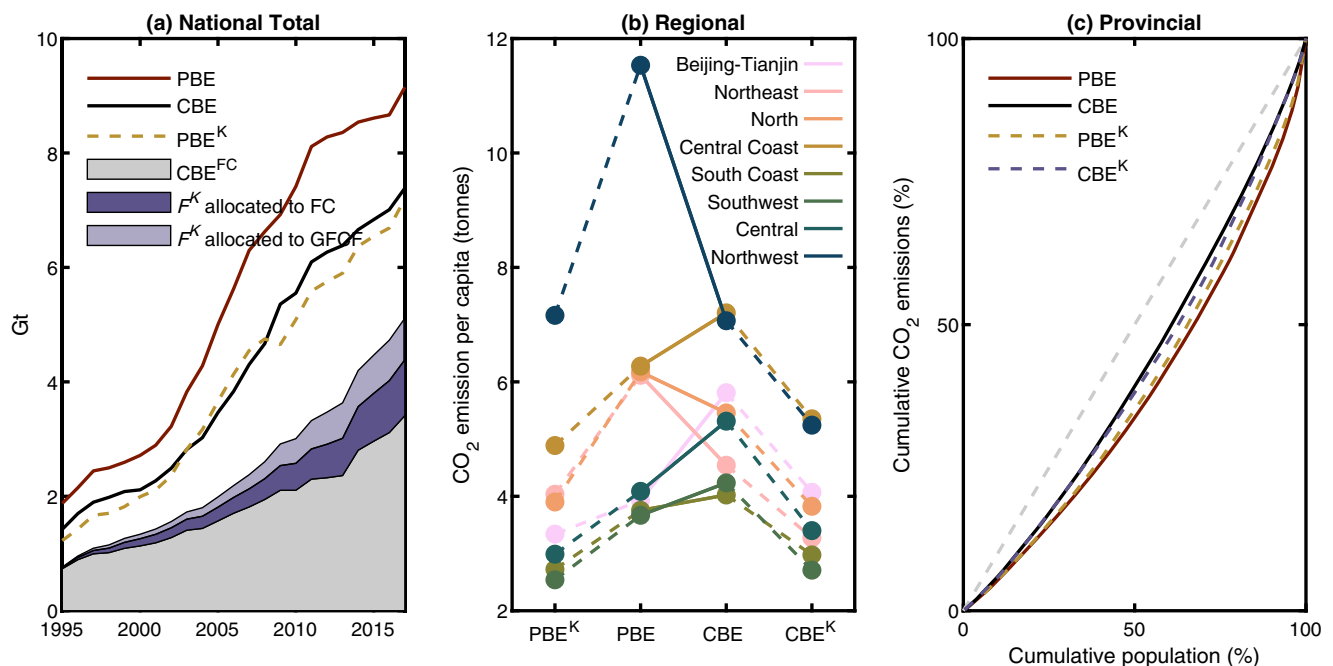 (a) National Total
10
8
6
4
2
0
Gt
1995
2000
2005
2010
2015
PBE
CBE
PBE^K
CBE^FC
F^K allocated to FC
F^K allocated to GFCF
(b) Regional
12
10
8
6
4
2
CO₂ emission per capita (tonnes)
PBE^K
PBE
CBE
CBE^K
Beijing-Tianjin
Northeast
North
Central Coast
South Coast
Southwest
Central
Northwest
(c) Provincial
100
50
0
Cumulative CO₂ emissions (%)
0
50
100
Cumulative population (%)
PBE
CBE
PBE^K
CBE^K